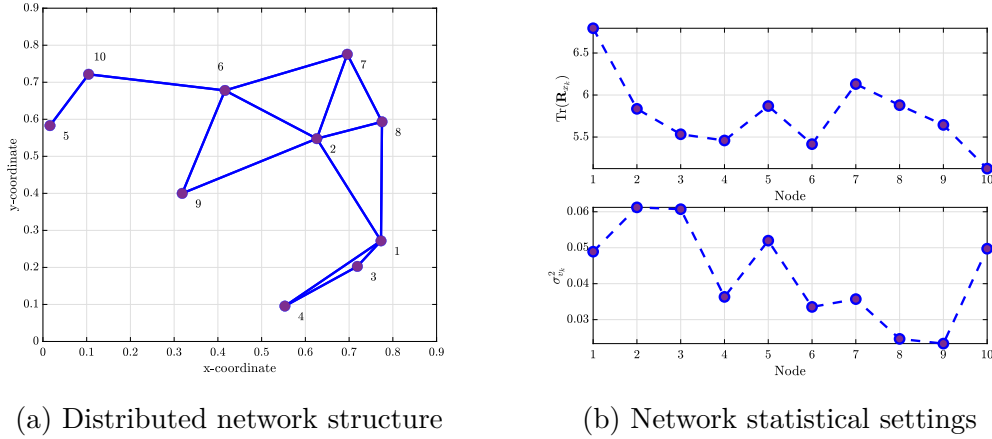 0.9
0.8
0.7
0.6
0.5
0.4
0.3
0.2
0.1
0
y-coordinate
10
5
6
7
8
2
9
1
3
4
0 0.1 0.2 0.3 0.4 0.5 0.6 0.7 0.8 0.9
x-coordinate
(a) Distributed network structure
6.5
6
5.5
Tr(R_{x_k})
1 2 3 4 5 6 7 8 9 10
Node
0.06
0.05
0.04
0.03
σ²_{v_k}
1 2 3 4 5 6 7 8 9 10
Node
(b) Network statistical settings